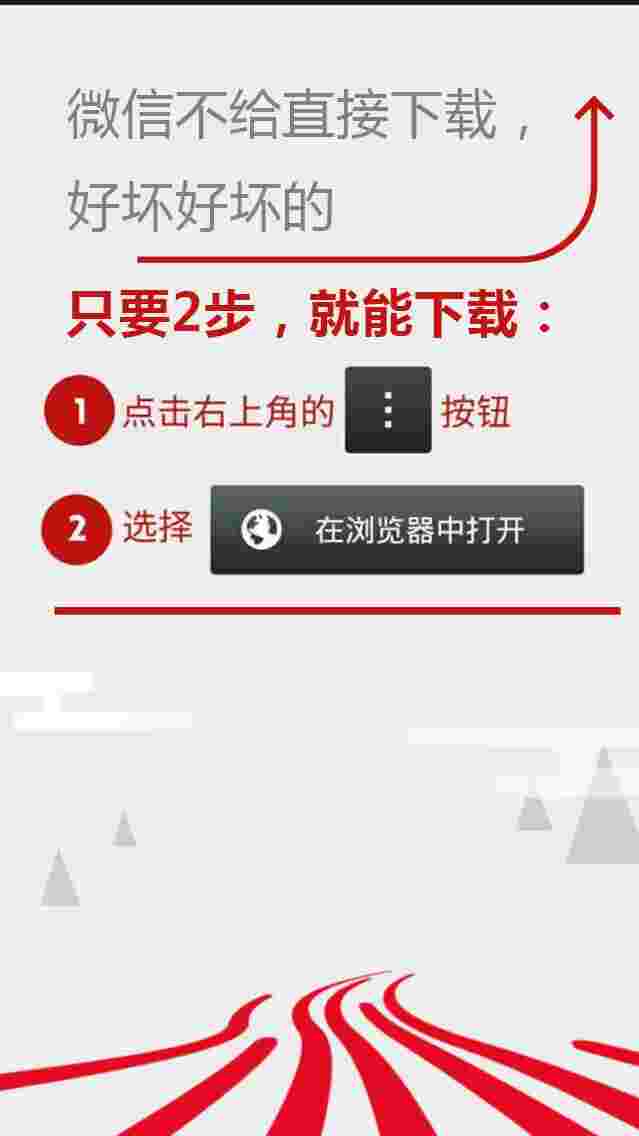 微信不给直接下载，
好坏好坏的
只要2步，就能下载：
1 点击右上角的 按钮
2 选择 在浏览器中打开